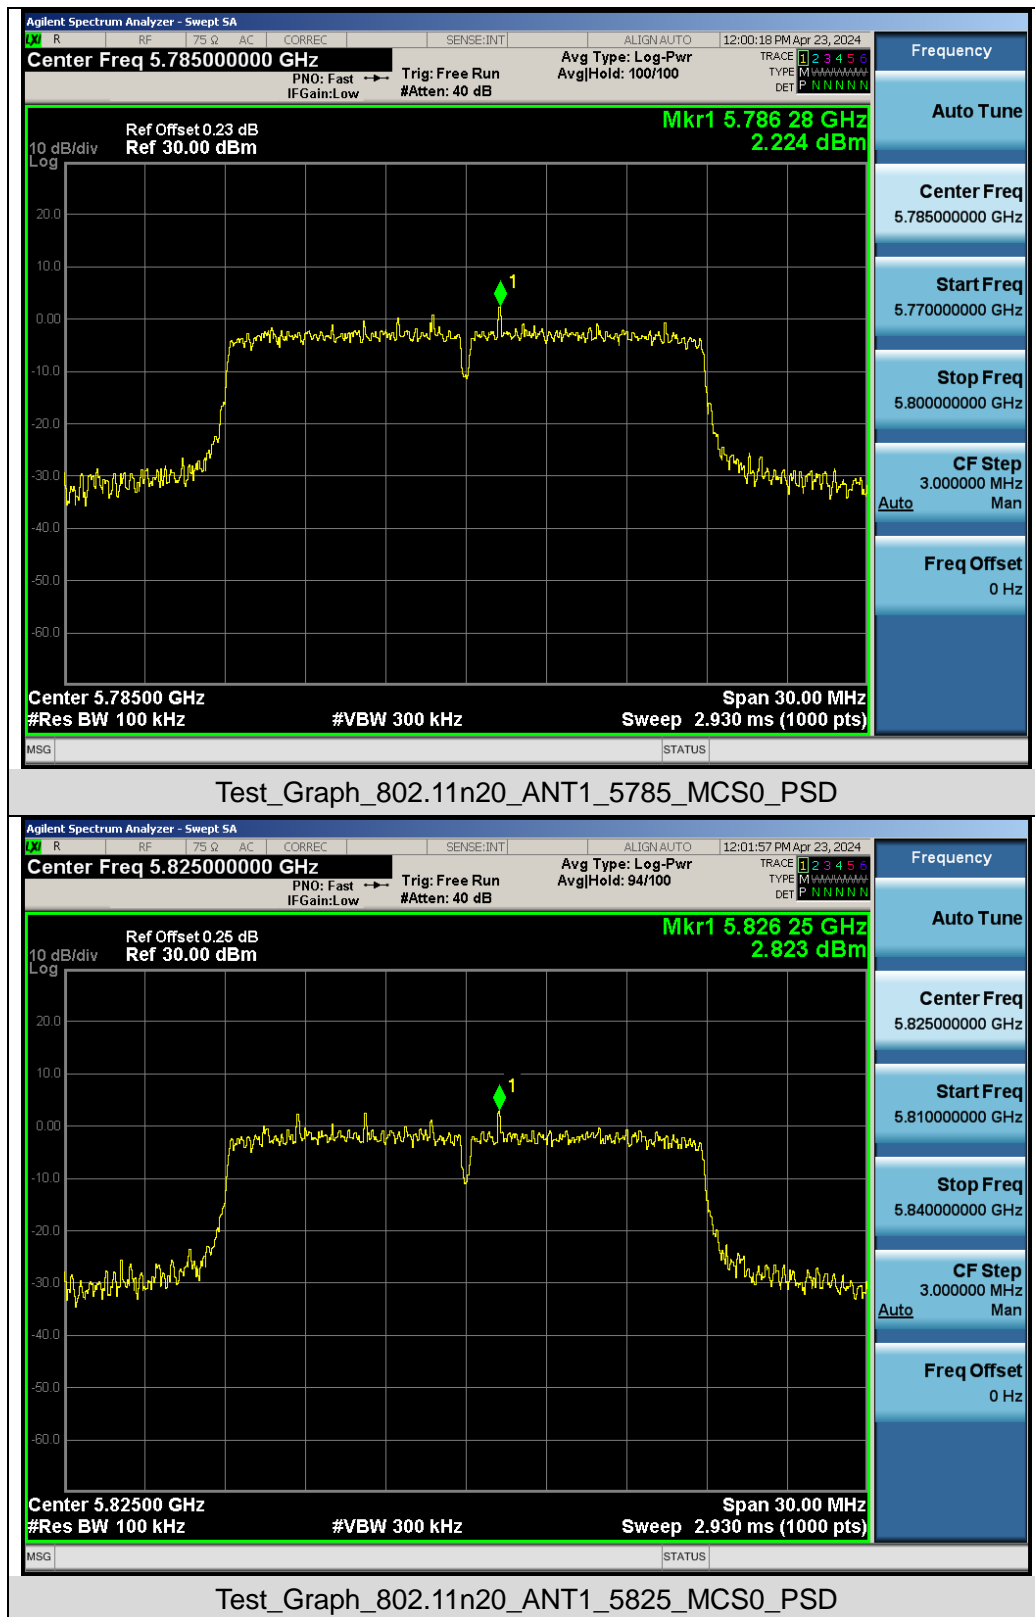 Agilent Spectrum Analyzer - Swept SA
LXI R RF 75 Ω AC CORREC SENSE:INT ALIGN AUTO 12:00:18 PM Apr 23, 2024
Center Freq 5.785000000 GHz
PNO: Fast
IFGain:Low
Trig: Free Run
#Atten: 40 dB
Avg Type: Log-Pwr
Avg|Hold: 100/100
TRACE 1 2 3 4 5 6
TYPE M WWWWW
DET P N N N N N
Mkr1 5.786 28 GHz
2.224 dBm
Ref Offset 0.23 dB
10 dB/div Ref 30.00 dBm
Log
20.0
10.0
0.00
-10.0
-20.0
-30.0
-40.0
-50.0
-60.0
1
Center 5.78500 GHz Span 30.00 MHz
#Res BW 100 kHz #VBW 300 kHz Sweep 2.930 ms (1000 pts)
MSG STATUS
Frequency
Auto Tune
Center Freq
5.785000000 GHz
Start Freq
5.770000000 GHz
Stop Freq
5.800000000 GHz
CF Step
3.000000 MHz
Auto Man
Freq Offset
0 Hz
Test_Graph_802.11n20_ANT1_5785_MCS0_PSD
Agilent Spectrum Analyzer - Swept SA
LXI R RF 75 Ω AC CORREC SENSE:INT ALIGN AUTO 12:01:57 PM Apr 23, 2024
Center Freq 5.825000000 GHz
PNO: Fast
IFGain:Low
Trig: Free Run
#Atten: 40 dB
Avg Type: Log-Pwr
Avg|Hold: 94/100
TRACE 1 2 3 4 5 6
TYPE M WWWWW
DET P N N N N N
Mkr1 5.826 25 GHz
2.823 dBm
Ref Offset 0.25 dB
10 dB/div Ref 30.00 dBm
Log
20.0
10.0
0.00
-10.0
-20.0
-30.0
-40.0
-50.0
-60.0
1
Center 5.82500 GHz Span 30.00 MHz
#Res BW 100 kHz #VBW 300 kHz Sweep 2.930 ms (1000 pts)
MSG STATUS
Frequency
Auto Tune
Center Freq
5.825000000 GHz
Start Freq
5.810000000 GHz
Stop Freq
5.840000000 GHz
CF Step
3.000000 MHz
Auto Man
Freq Offset
0 Hz
Test_Graph_802.11n20_ANT1_5825_MCS0_PSD